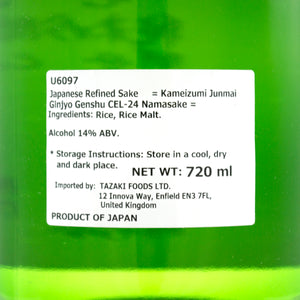 U6097
Japanese Refined Sake = Kameizumi Junmai
Ginjyo Genshu CEL-24 Namasake =
Ingredients: Rice, Rice Malt.
Alcohol 14% ABV.
* Storage Instructions: Store in a cool, dry
and dark place.
NET WT: 720 ml
Imported by: TAZAKI FOODS LTD.
12 Innova Way, Enfield EN3 7FL,
United Kingdom
PRODUCT OF JAPAN